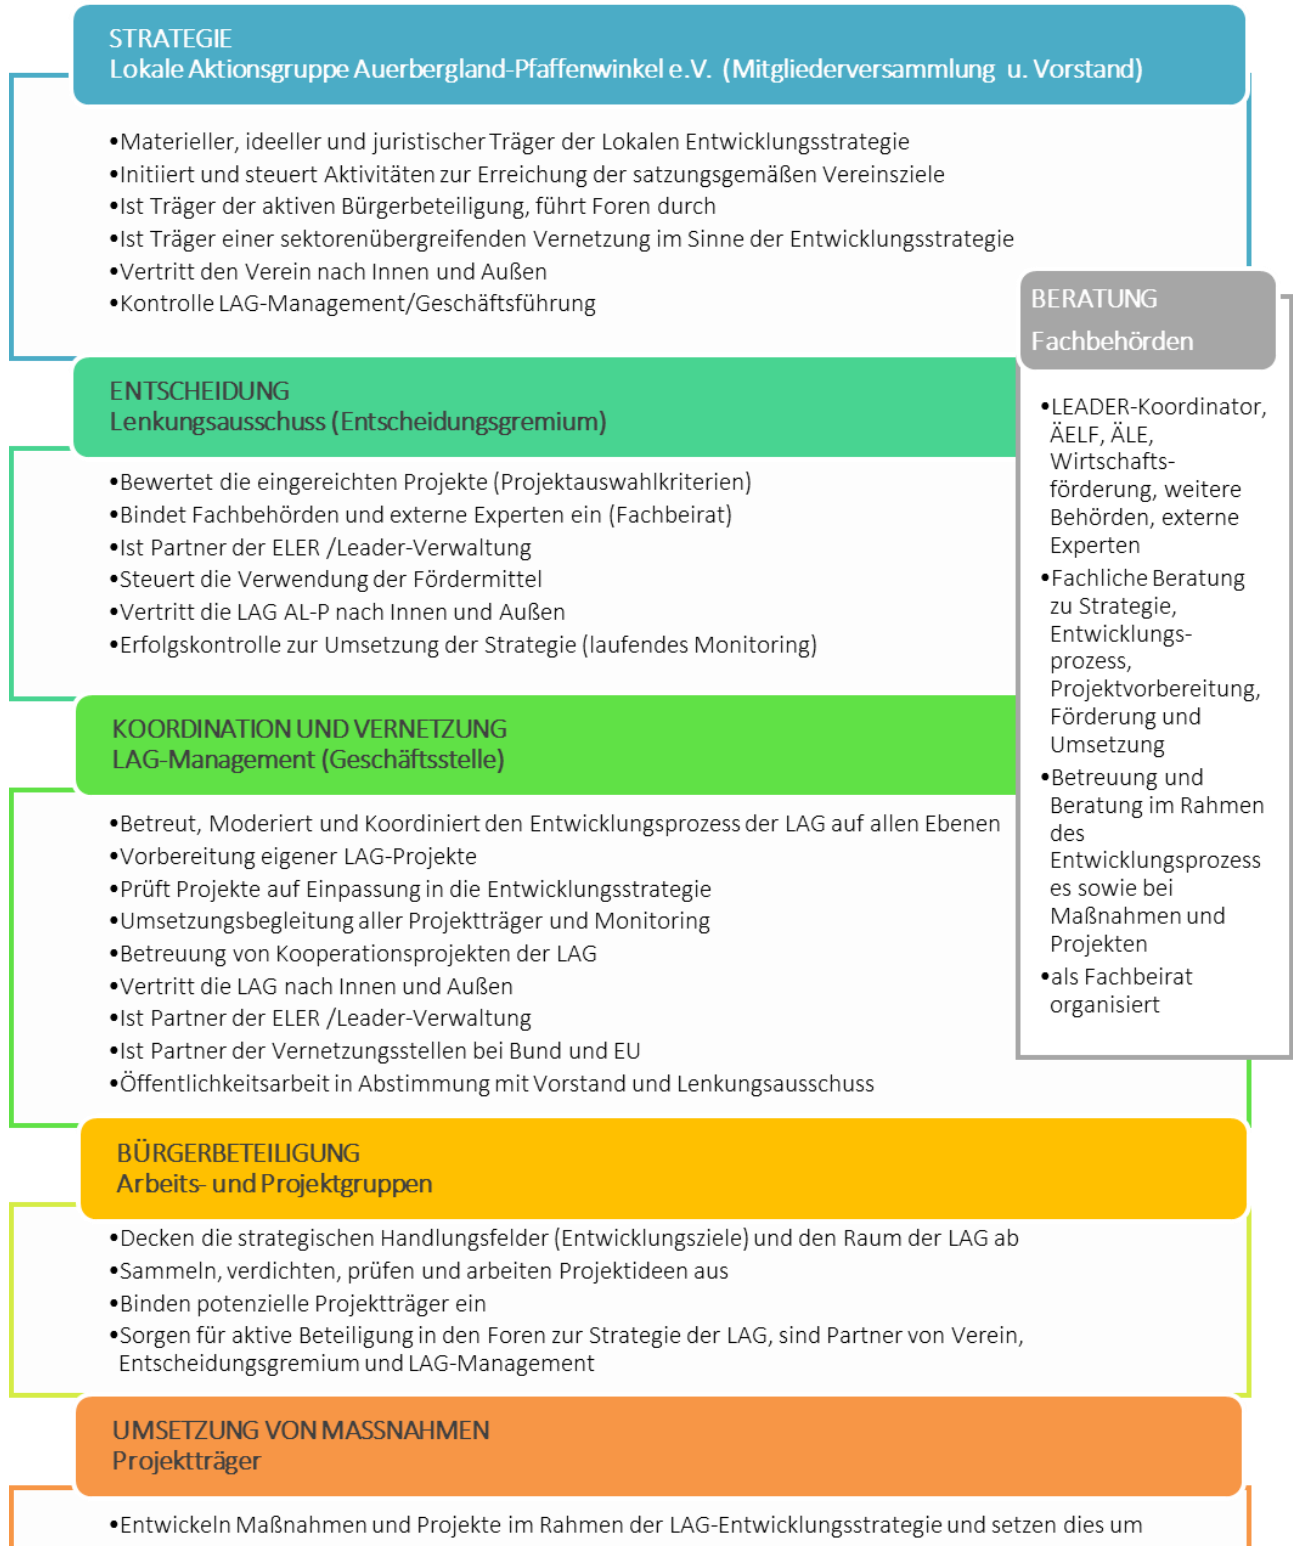 STRATEGIE
Lokale Aktionsgruppe Auerbergland-Pfaffenwinkel e.V. (Mitgliederversammlung u. Vorstand)
•Materieller, ideeller und juristischer Träger der Lokalen Entwicklungsstrategie
•Initiiert und steuert Aktivitäten zur Erreichung der satzungsgemäßen Vereinsziele
•Ist Träger der aktiven Bürgerbeteiligung, führt Foren durch
•Ist Träger einer sektorenübergreifenden Vernetzung im Sinne der Entwicklungsstrategie
•Vertritt den Verein nach Innen und Außen
•Kontrolle LAG-Management/Geschäftsführung
ENTSCHEIDUNG
Lenkungsausschuss (Entscheidungsgremium)
•Bewertet die eingereichten Projekte (Projektauswahlkriterien)
•Bindet Fachbehörden und externe Experten ein (Fachbeirat)
•Ist Partner der ELER /Leader-Verwaltung
•Steuert die Verwendung der Fördermittel
•Vertritt die LAG AL-P nach Innen und Außen
•Erfolgskontrolle zur Umsetzung der Strategie (laufendes Monitoring)
KOORDINATION UND VERNETZUNG
LAG-Management (Geschäftsstelle)
•Betreut, Moderiert und Koordiniert den Entwicklungsprozess der LAG auf allen Ebenen
•Vorbereitung eigener LAG-Projekte
•Prüft Projekte auf Einpassung in die Entwicklungsstrategie
•Umsetzungsbegleitung aller Projektträger und Monitoring
•Betreuung von Kooperationsprojekten der LAG
•Vertritt die LAG nach Innen und Außen
•Ist Partner der ELER /Leader-Verwaltung
•Ist Partner der Vernetzungsstellen bei Bund und EU
•Öffentlichkeitsarbeit in Abstimmung mit Vorstand und Lenkungsausschuss
BERATUNG
Fachbehörden
•LEADER-Koordinator,
ÄELF, ÄLE,
Wirtschafts-
förderung, weitere
Behörden, externe
Experten
•Fachliche Beratung
zu Strategie,
Entwicklungs-
prozess,
Projektvorbereitung,
Förderung und
Umsetzung
•Betreuung und
Beratung im Rahmen
des
Entwicklungsprozess
es sowie bei
Maßnahmen und
Projekten
•als Fachbeirat
organisiert
BÜRGERBETEILIGUNG
Arbeits- und Projektgruppen
•Decken die strategischen Handlungsfelder (Entwicklungsziele) und den Raum der LAG ab
•Sammeln, verdichten, prüfen und arbeiten Projektideen aus
•Binden potenzielle Projektträger ein
•Sorgen für aktive Beteiligung in den Foren zur Strategie der LAG, sind Partner von Verein,
Entscheidungsgremium und LAG-Management
UMSETZUNG VON MASSNAHMEN
Projektträger
•Entwickeln Maßnahmen und Projekte im Rahmen der LAG-Entwicklungsstrategie und setzen dies um